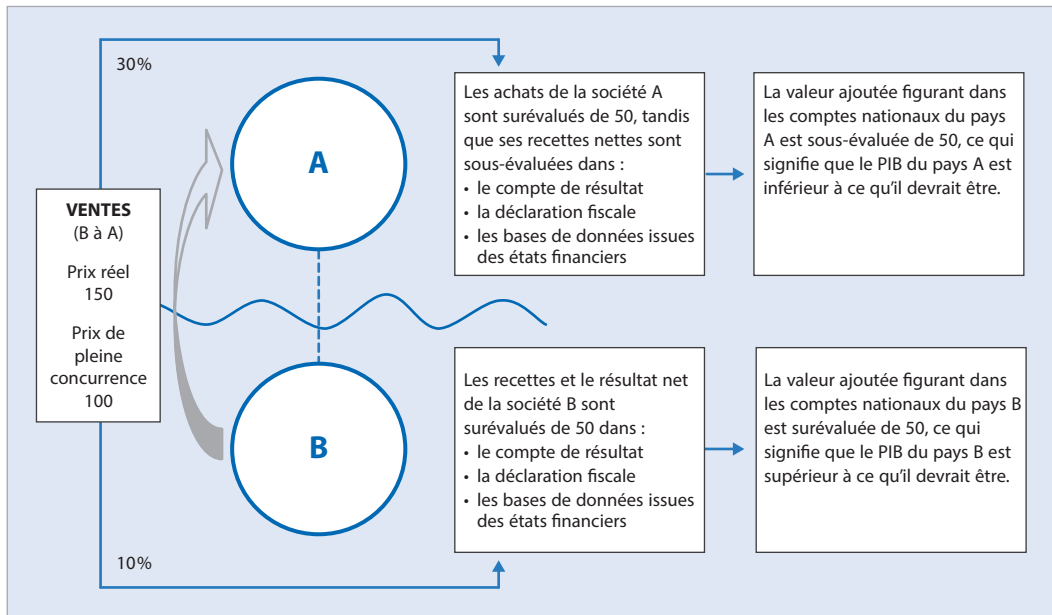 30%
A
VENTES
(B à A)
Prix réel
150
Prix de
pleine
concurrence
100
B
10%
Les achats de la société A
sont surévalués de 50, tandis
que ses recettes nettes sont
sous-évaluées dans :
• le compte de résultat
• la déclaration fiscale
• les bases de données issues
des états financiers
La valeur ajoutée figurant dans
les comptes nationaux du pays
A est sous-évaluée de 50, ce qui
signifie que le PIB du pays A est
inférieur à ce qu'il devrait être.
Les recettes et le résultat net
de la société B sont
surévalués de 50 dans :
• le compte de résultat
• la déclaration fiscale
• les bases de données issues
des états financiers
La valeur ajoutée figurant dans
les comptes nationaux du pays B
est surévaluée de 50, ce qui
signifie que le PIB du pays B est
supérieur à ce qu'il devrait être.